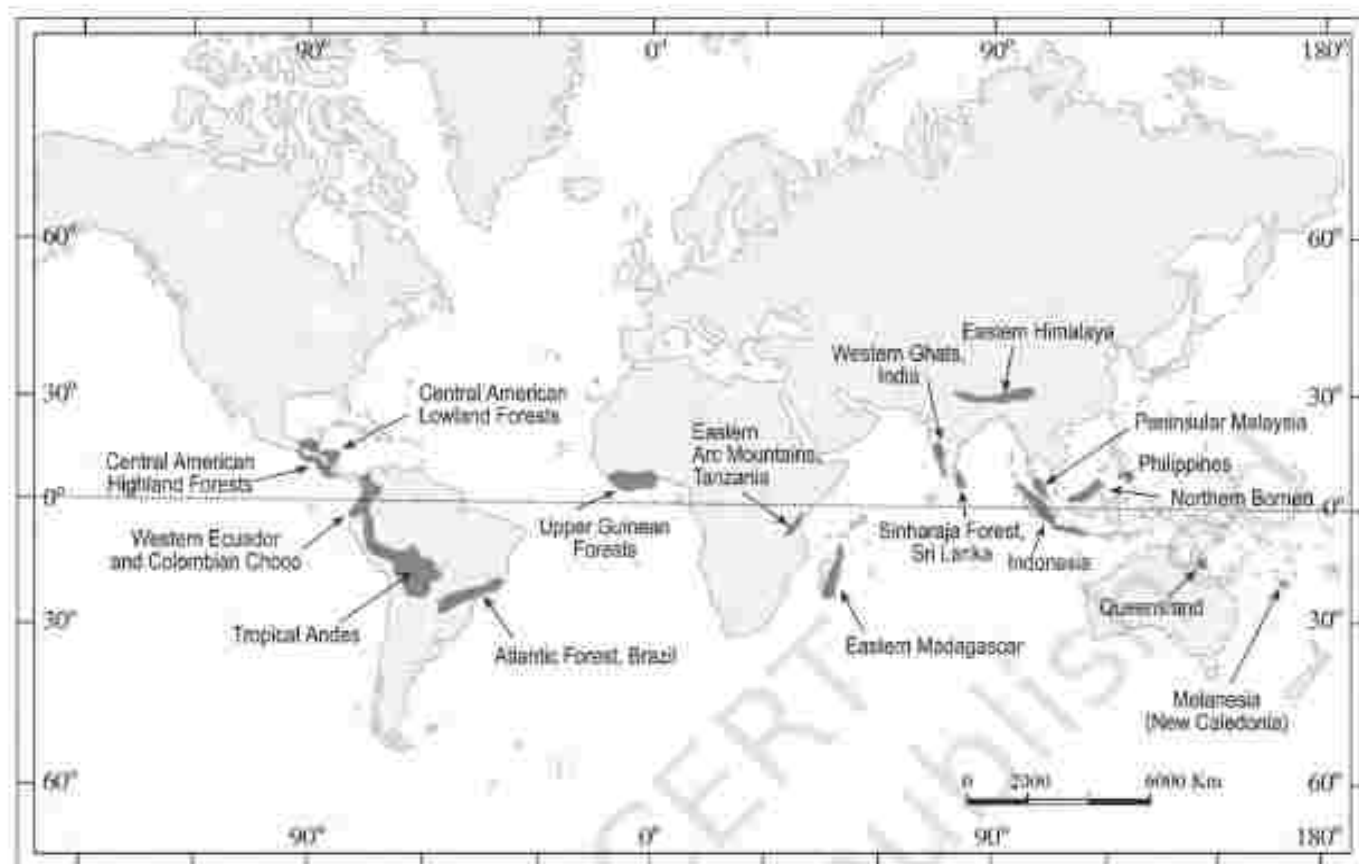 90°
0°
90°
180°
60°
60°
Eastern Himalaya
Western Ghats,
India
30°
30°
Central American
Lowland Forests
Peninsular Malaysia
Eastern
Arc Mountains,
Tanzania
Philippines
Central American
Highland Forests
Northern Borneo
0°
0°
Upper Guinean
Forests
Sinharaja Forest,
Sri Lanka
Western Ecuador
and Colombian Choco
Indonesia
Queensland
30°
30°
Tropical Andes
Atlantic Forest, Brazil
Eastern Madagascar
Melanesia
(New Caledonia)
60°
0 2000 6000 Km
60°
90°
0°
90°
180°